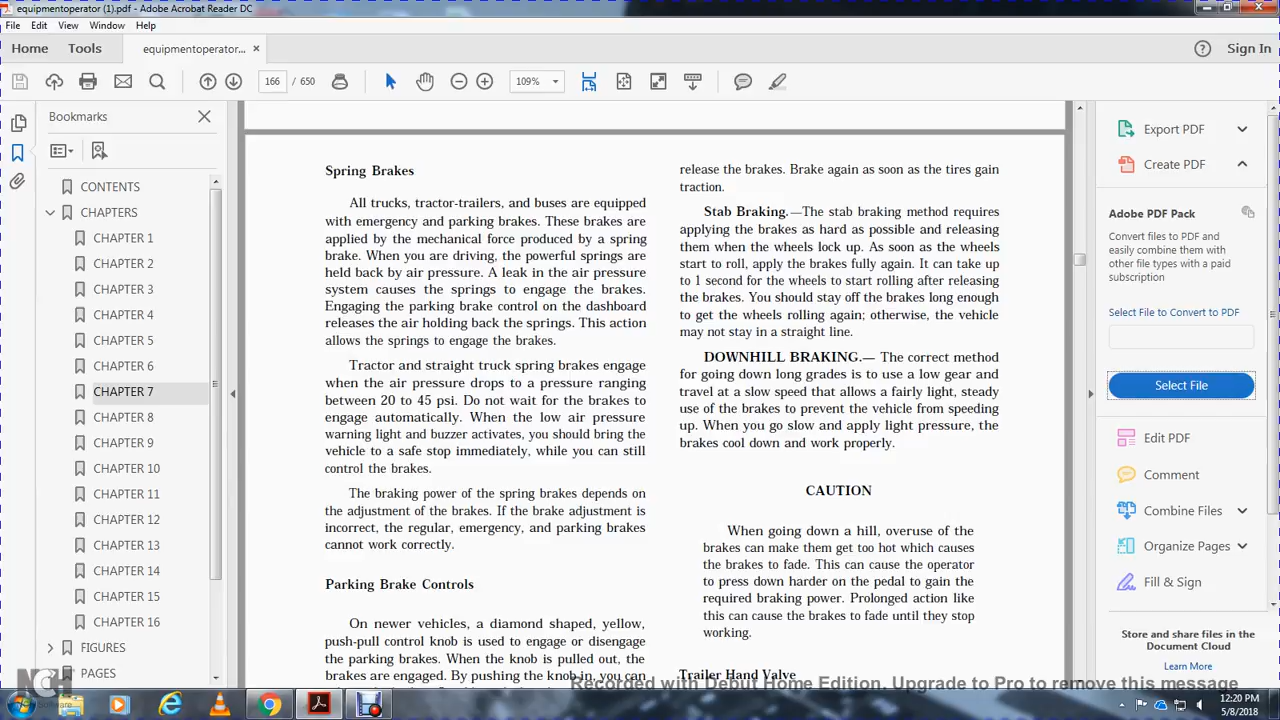 equipmentoperator (1).pdf - Adobe Acrobat Reader DC
File Edit View Window Help
Home Tools equipmentoperator... × Sign In
166 / 650 109%
Bookmarks
CONTENTS
CHAPTERS
CHAPTER 1
CHAPTER 2
CHAPTER 3
CHAPTER 4
CHAPTER 5
CHAPTER 6
CHAPTER 7
CHAPTER 8
CHAPTER 9
CHAPTER 10
CHAPTER 11
CHAPTER 12
CHAPTER 13
CHAPTER 14
CHAPTER 15
CHAPTER 16
FIGURES
PAGES
Spring Brakes
All trucks, tractor-trailers, and buses are equipped
with emergency and parking brakes. These brakes are
applied by the mechanical force produced by a spring
brake. When you are driving, the powerful springs are
held back by air pressure. A leak in the air pressure
system causes the springs to engage the brakes.
Engaging the parking brake control on the dashboard
releases the air holding back the springs. This action
allows the springs to engage the brakes.
Tractor and straight truck spring brakes engage
when the air pressure drops to a pressure ranging
between 20 to 45 psi. Do not wait for the brakes to
engage automatically. When the low air pressure
warning light and buzzer activates, you should bring the
vehicle to a safe stop immediately, while you can still
control the brakes.
The braking power of the spring brakes depends on
the adjustment of the brakes. If the brake adjustment is
incorrect, the regular, emergency, and parking brakes
cannot work correctly.
Parking Brake Controls
On newer vehicles, a diamond shaped, yellow,
push-pull control knob is used to engage or disengage
the parking brakes. When the knob is pulled out, the
brakes are engaged. By pushing the knob in, you can
release the brakes. Brake again as soon as the tires gain
traction.
Stab Braking.—The stab braking method requires
applying the brakes as hard as possible and releasing
them when the wheels lock up. As soon as the wheels
start to roll, apply the brakes fully again. It can take up
to 1 second for the wheels to start rolling after releasing
the brakes. You should stay off the brakes long enough
to get the wheels rolling again; otherwise, the vehicle
may not stay in a straight line.
DOWNHILL BRAKING.— The correct method
for going down long grades is to use a low gear and
travel at a slow speed that allows a fairly light, steady
use of the brakes to prevent the vehicle from speeding
up. When you go slow and apply light pressure, the
brakes cool down and work properly.
CAUTION
When going down a hill, overuse of the
brakes can make them get too hot which causes
the brakes to fade. This can cause the operator
to press down harder on the pedal to gain the
required braking power. Prolonged action like
this can cause the brakes to fade until they stop
working.
Trailer Hand Valve
Export PDF
Create PDF
Adobe PDF Pack
Convert files to PDF and
easily combine them with
other file types with a paid
subscription
Select File to Convert to PDF
Select File
Edit PDF
Comment
Combine Files
Organize Pages
Fill & Sign
Store and share files in the
Document Cloud
Learn More
Recorded with Debut Home Edition. Upgrade to Pro to remove this message
NCH Software
12:20 PM
5/8/2018